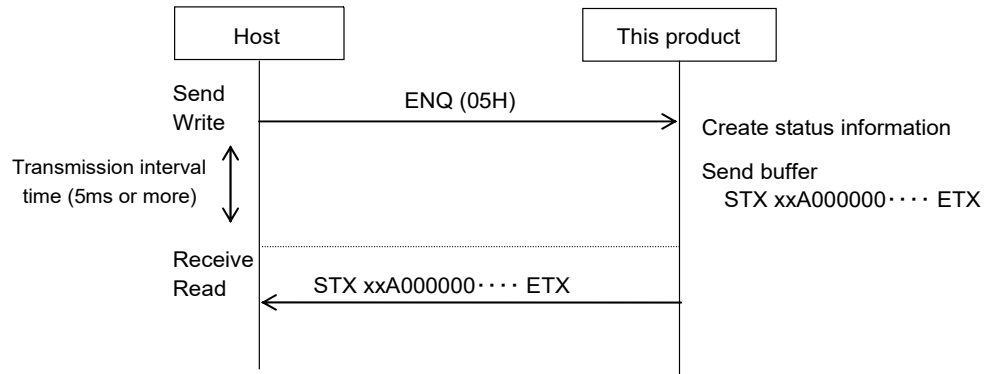 Host
This product
Send
Write
ENQ (05H)
Create status information
Transmission interval
time (5ms or more)
Send buffer
STX xxA000000···· ETX
Receive
Read
STX xxA000000···· ETX